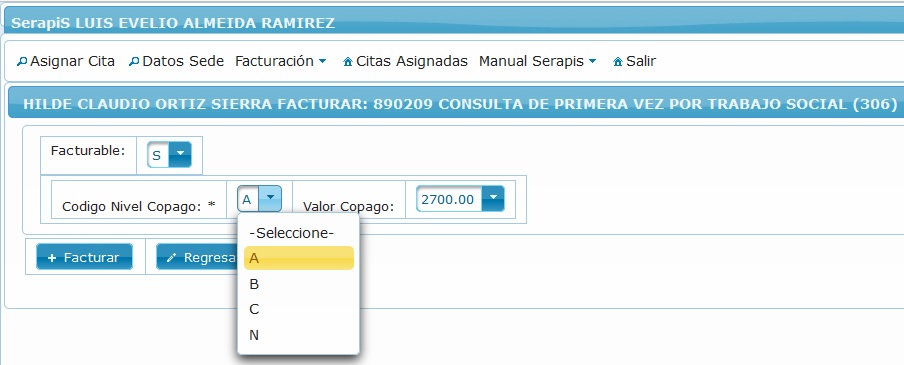 SerapiS LUIS EVELIO ALMEIDA RAMIREZ
Asignar Cita Datos Sede Facturación Citas Asignadas Manual Serapis Salir
HILDE CLAUDIO ORTIZ SIERRA FACTURAR: 890209 CONSULTA DE PRIMERA VEZ POR TRABAJO SOCIAL (306)
Facturable: S
Codigo Nivel Copago: * A Valor Copago: 2700.00
-Seleccione-
A
B
C
N
Facturar Regresa